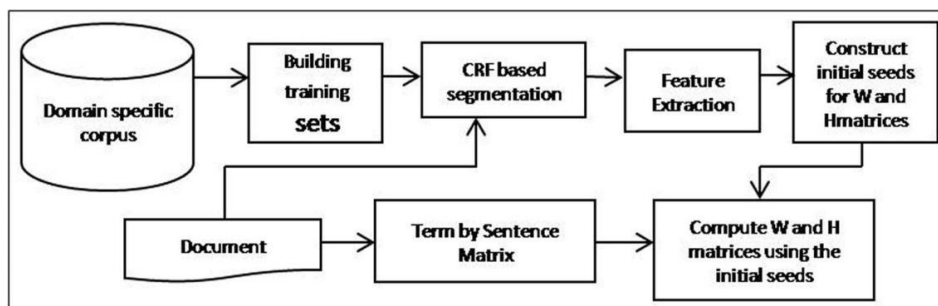 Domain specific
corpus
Building
training
sets
CRF based
segmentation
Feature
Extraction
Construct
initial seeds
for W and
Hmatrices
Document
Term by Sentence
Matrix
Compute W and H
matrices using the
initial seeds